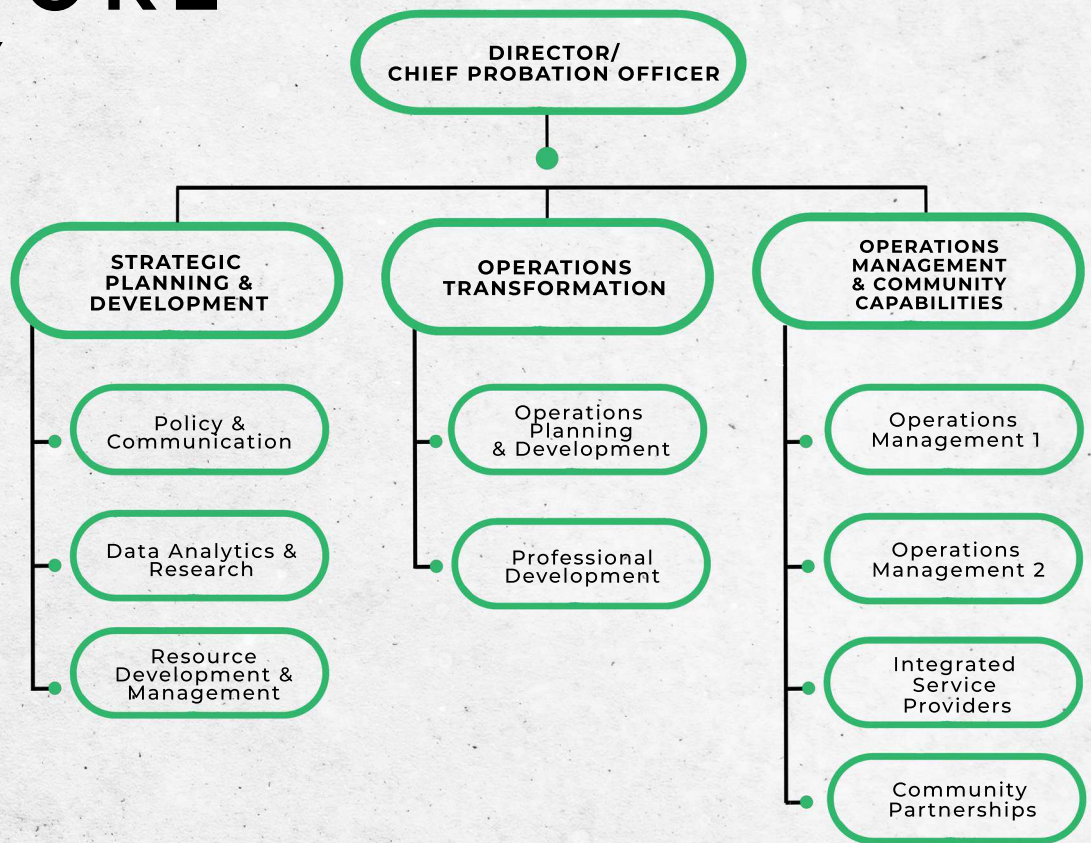 DIRECTOR/
CHIEF PROBATION OFFICER
STRATEGIC
PLANNING &
DEVELOPMENT
OPERATIONS
TRANSFORMATION
OPERATIONS
MANAGEMENT
& COMMUNITY
CAPABILITIES
Policy &
Communication
Data Analytics &
Research
Resource
Development &
Management
Operations
Planning
& Development
Professional
Development
Operations
Management 1
Operations
Management 2
Integrated
Service
Providers
Community
Partnerships